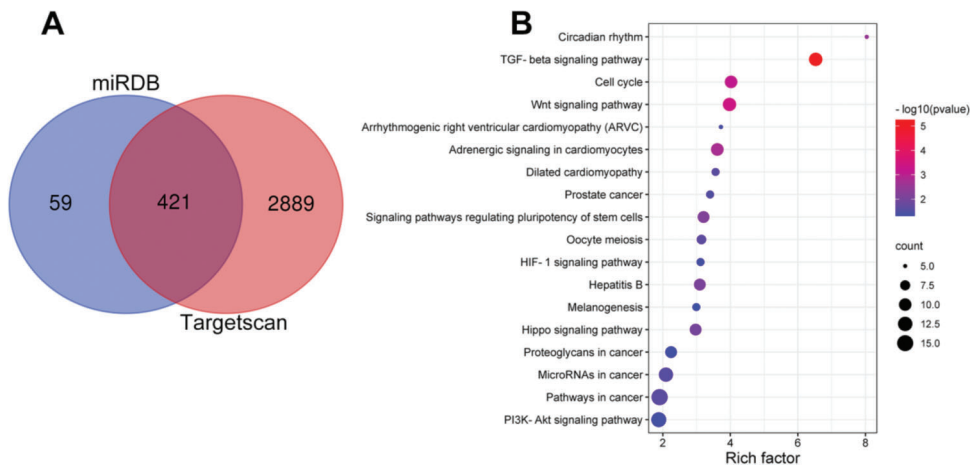 A
miRDB
59
421
2889
Targetscan
B
Circadian rhythm
TGF- beta signaling pathway
Cell cycle
Wnt signaling pathway
Arrhythmogenic right ventricular cardiomyopathy (ARVC)
Adrenergic signaling in cardiomyocytes
Dilated cardiomyopathy
Prostate cancer
Signaling pathways regulating pluripotency of stem cells
Oocyte meiosis
HIF- 1 signaling pathway
Hepatitis B
Melanogenesis
Hippo signaling pathway
Proteoglycans in cancer
MicroRNAs in cancer
Pathways in cancer
PI3K- Akt signaling pathway
2 4 6 8
Rich factor
- log10(pvalue)
5
4
3
2
count
5.0
7.5
10.0
12.5
15.0